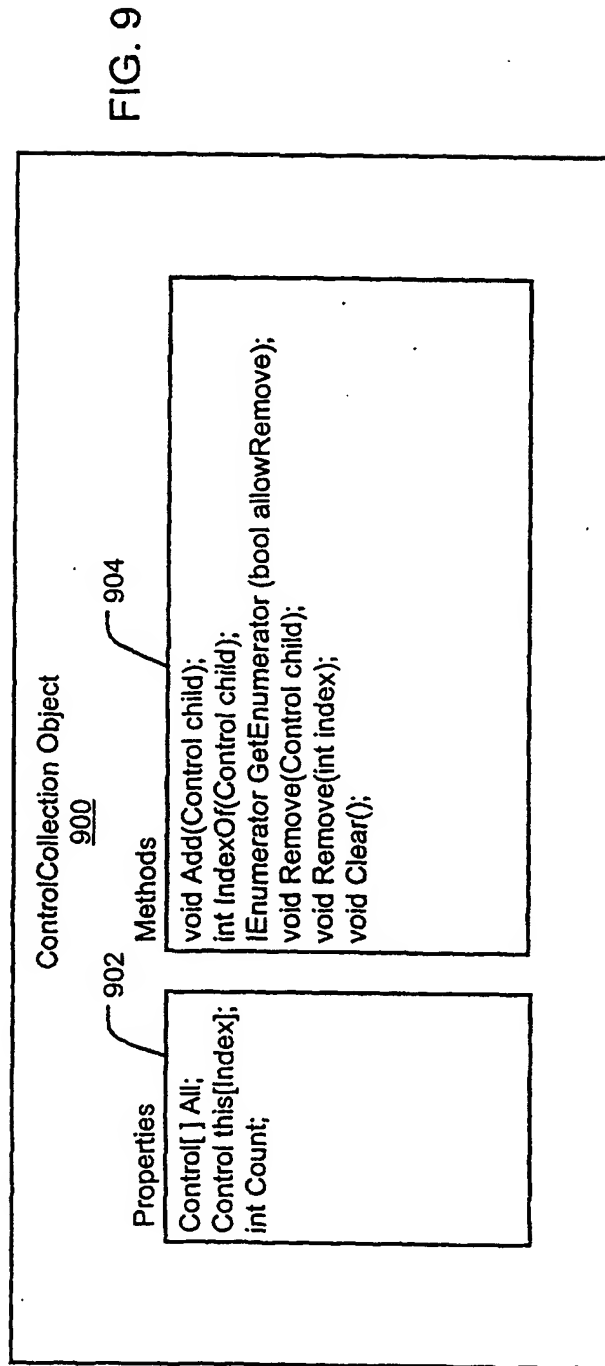 FIG. 9
ControlCollection Object
900
Properties
902
Control[ ] All;
Control this[Index];
int Count;
Methods
904
void Add(Control child);
int IndexOf(Control child);
IEnumerator GetEnumerator (bool allowRemove);
void Remove(Control child);
void Remove(int index);
void Clear();